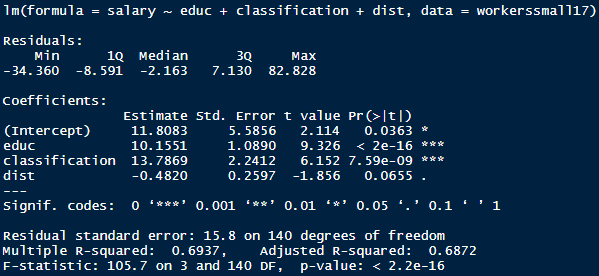 lm(formula = salary ~ educ + classification + dist, data = workerssmall17)
Residuals:
    Min      1Q  Median      3Q     Max
-34.360  -8.591  -2.163   7.130  82.828
Coefficients:
               Estimate Std. Error t value Pr(>|t|)
(Intercept)     11.8083     5.5856   2.114   0.0363 *
educ            10.1551     1.0890   9.326  < 2e-16 ***
classification  13.7869     2.2412   6.152 7.59e-09 ***
dist            -0.4820     0.2597  -1.856   0.0655 .
---
Signif. codes:  0 ‘***’ 0.001 ‘**’ 0.01 ‘*’ 0.05 ‘.’ 0.1 ‘ ’ 1
Residual standard error: 15.8 on 140 degrees of freedom
Multiple R-squared:  0.6937,    Adjusted R-squared:  0.6872
F-statistic: 105.7 on 3 and 140 DF,  p-value: < 2.2e-16